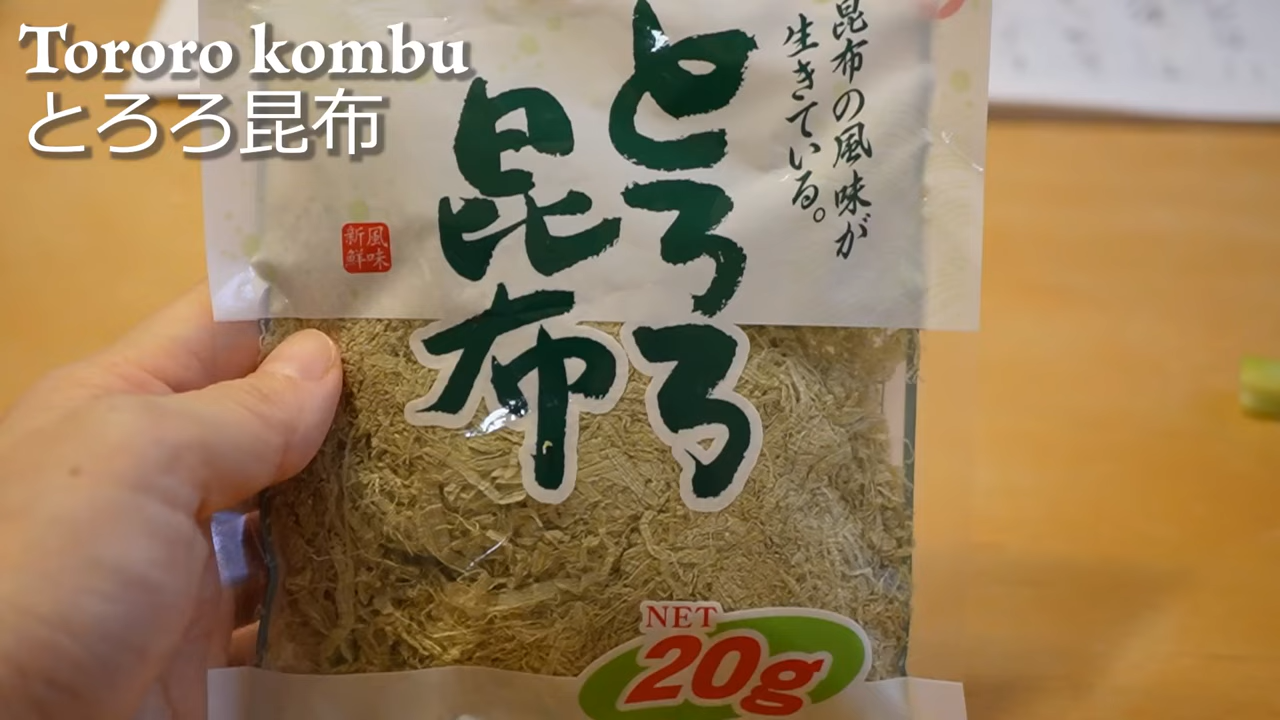 Tororo kombu
とろろ昆布
とろろ
昆布
昆布の風味が
生きている。
風味
新鮮
NET
20g